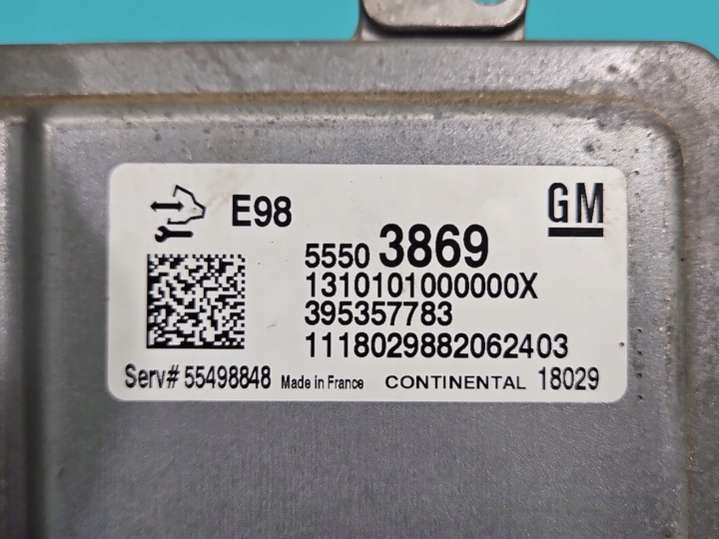 E98
GM
5550 3869
1310101000000X
395357783
1118029882062403
Serv# 55498848 Made in France CONTINENTAL 18029